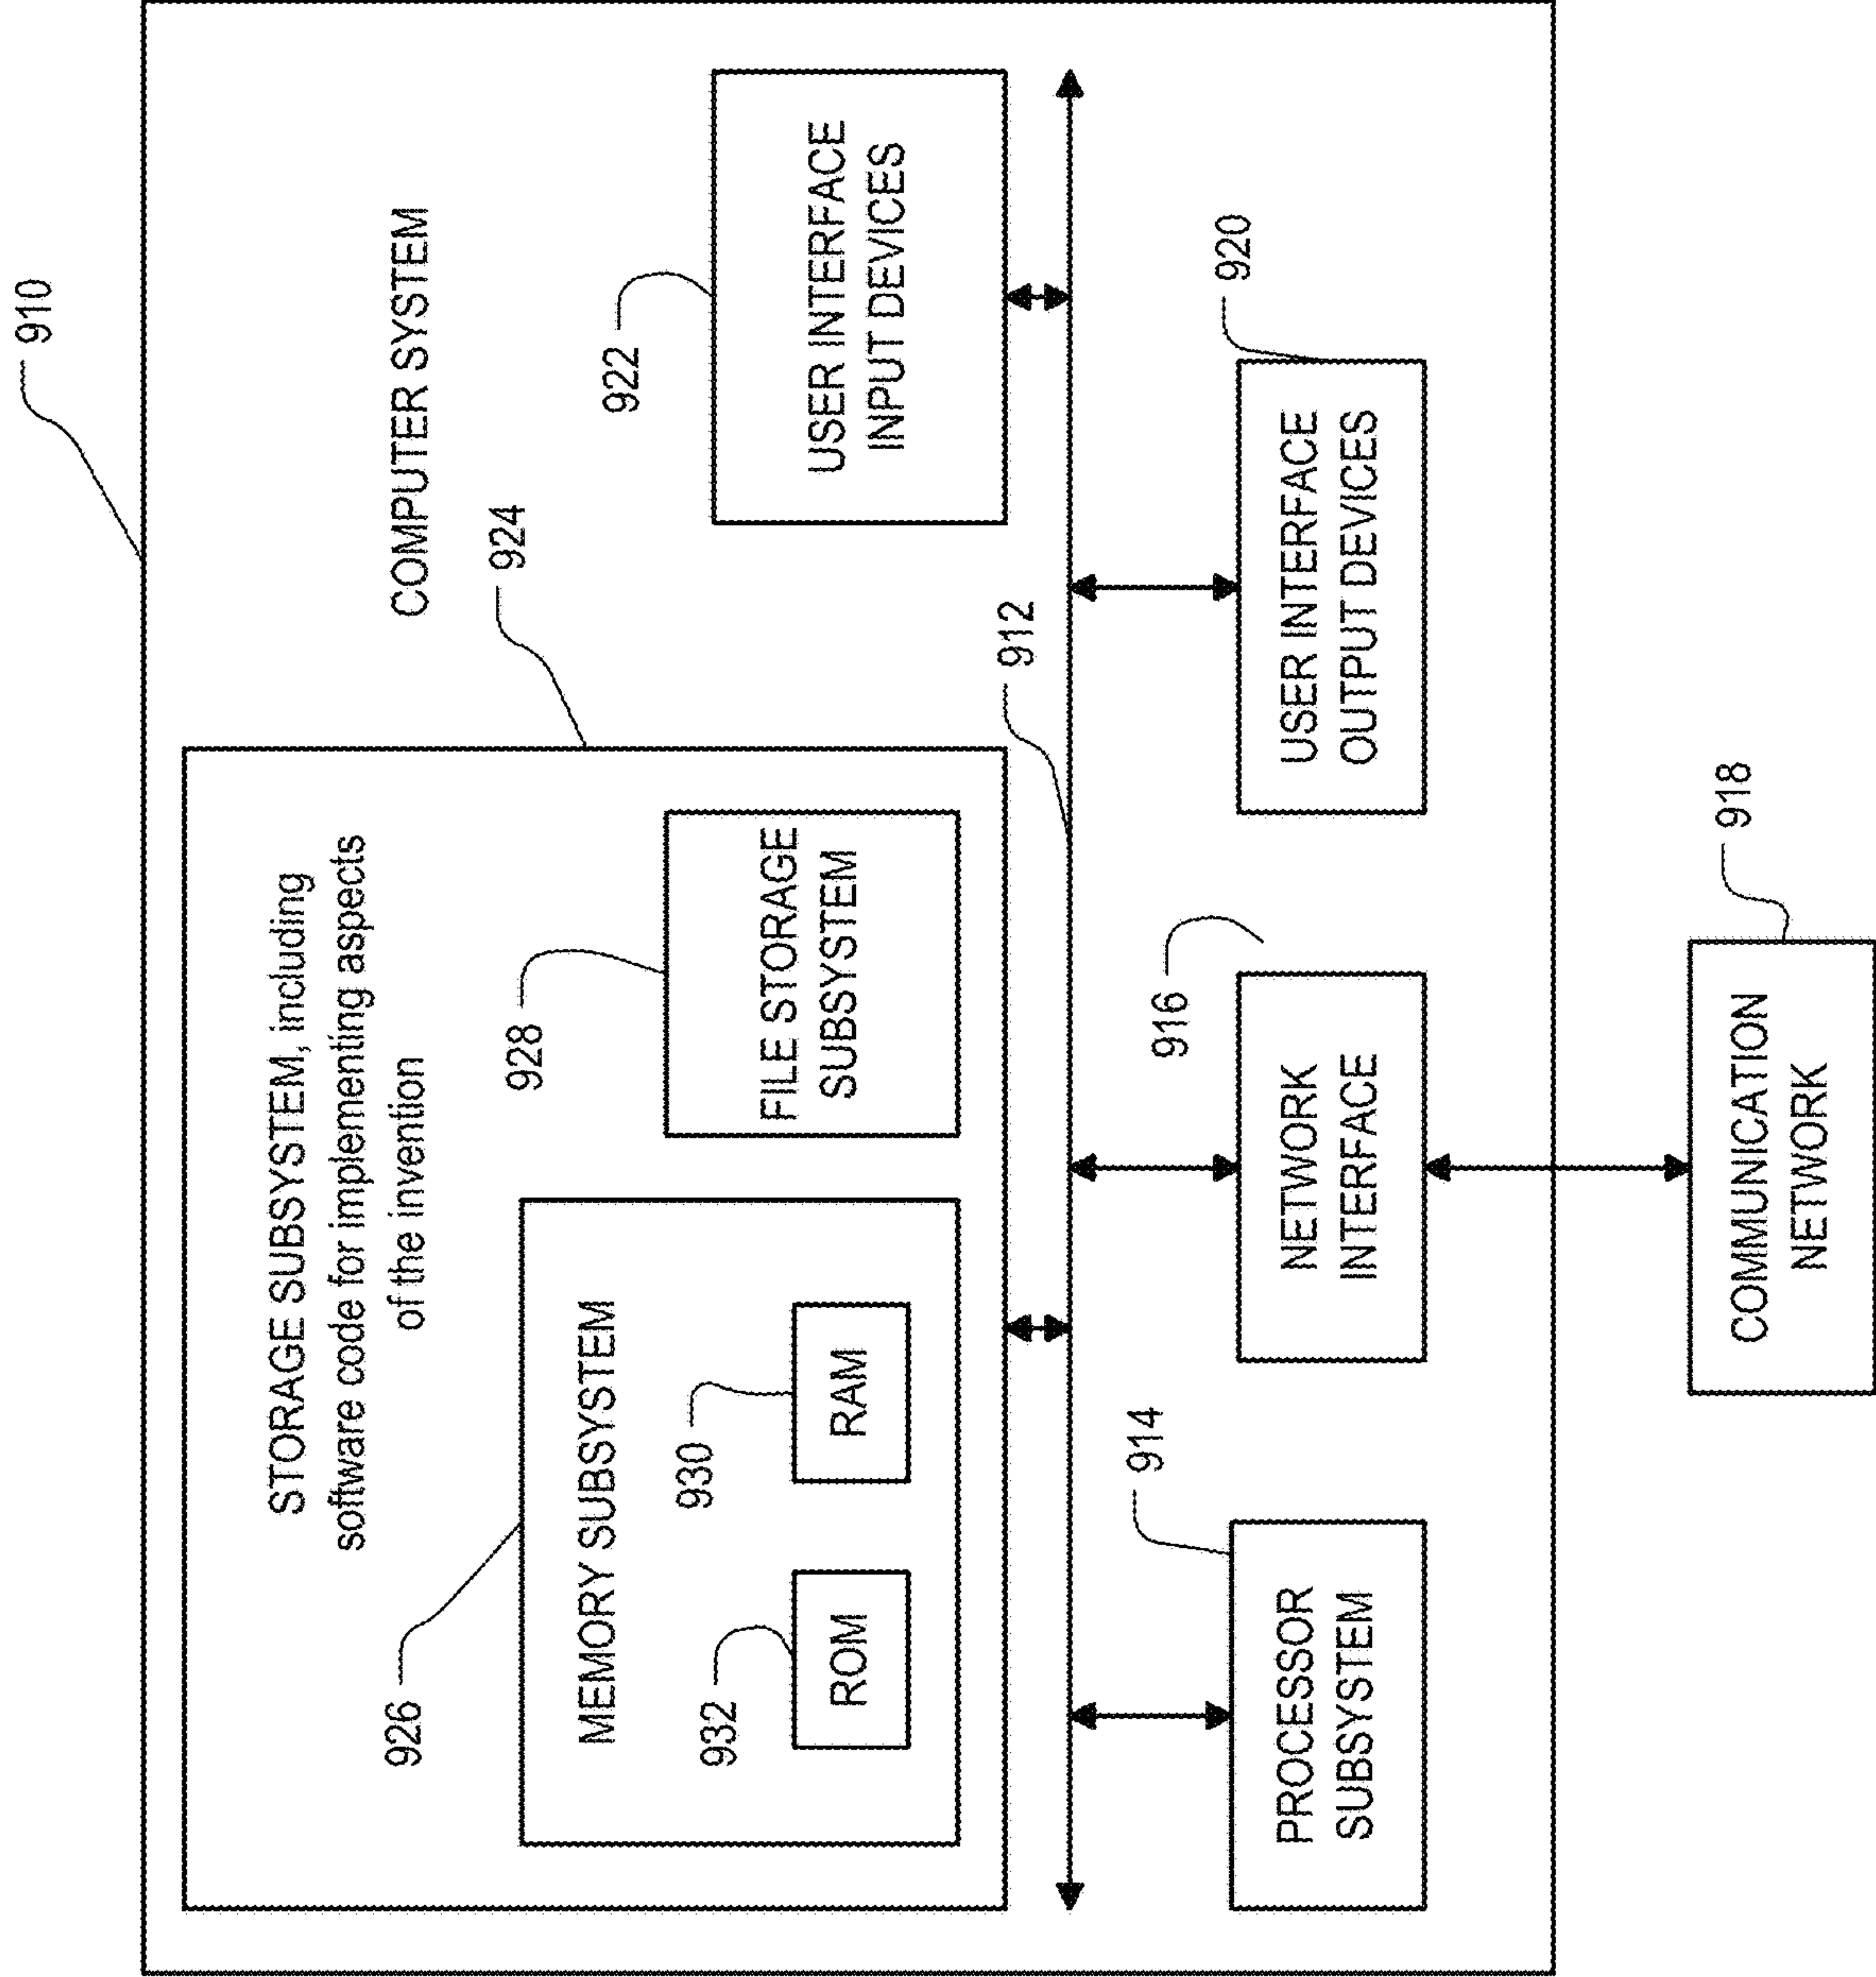 910
COMPUTER SYSTEM
924
STORAGE SUBSYSTEM, including
software code for implementing aspects
of the invention
926
MEMORY SUBSYSTEM
932
ROM
930
RAM
928
FILE STORAGE
SUBSYSTEM
922
USER INTERFACE
INPUT DEVICES
912
914
PROCESSOR
SUBSYSTEM
916
NETWORK
INTERFACE
920
USER INTERFACE
OUTPUT DEVICES
918
COMMUNICATION
NETWORK